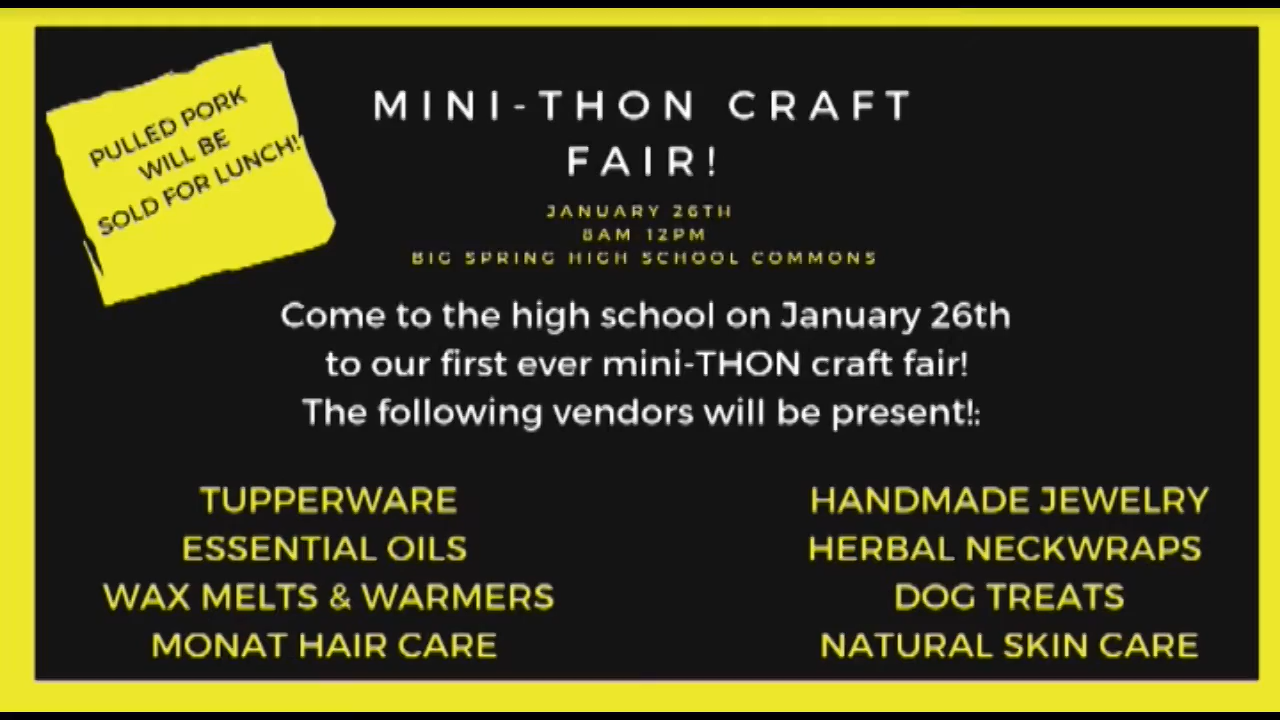 PULLED PORK
WILL BE
SOLD FOR LUNCH!
MINI-THON CRAFT
FAIR!
JANUARY 26TH
8AM 12PM
BIG SPRING HIGH SCHOOL COMMONS
Come to the high school on January 26th
to our first ever mini-THON craft fair!
The following vendors will be present!:
TUPPERWARE
ESSENTIAL OILS
WAX MELTS & WARMERS
MONAT HAIR CARE
HANDMADE JEWELRY
HERBAL NECKWRAPS
DOG TREATS
NATURAL SKIN CARE